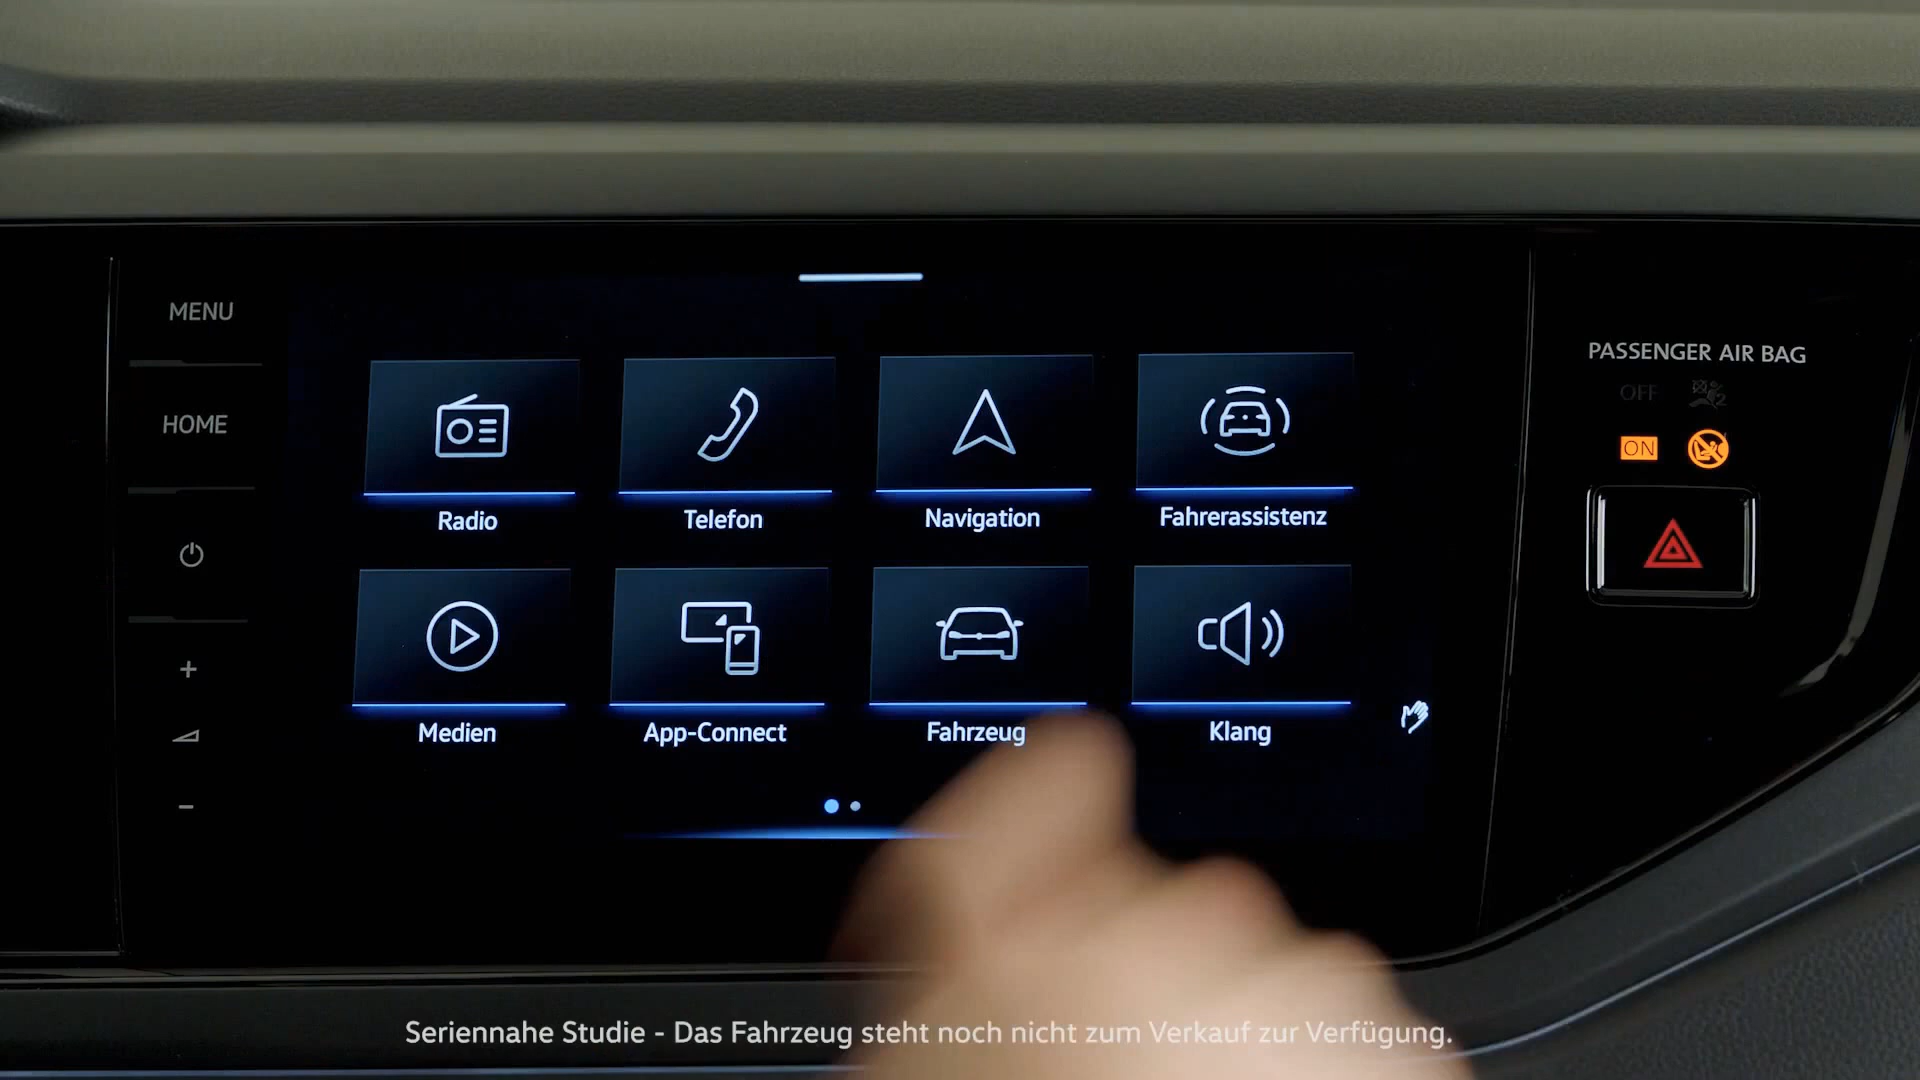 MENU
HOME
+
-
Radio
Telefon
Navigation
Fahrerassistenz
Medien
App-Connect
Fahrzeug
Klang
PASSENGER AIR BAG
OFF
ON
Seriennahe Studie - Das Fahrzeug steht noch nicht zum Verkauf zur Verfügung.